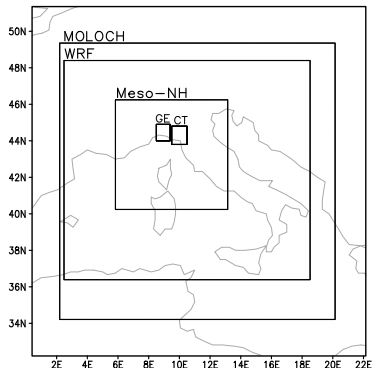 50N
MOLOCH
WRF
48N
Meso-NH
46N
GE CT
44N
42N
40N
38N
36N
34N
2E 4E 6E 8E 10E 12E 14E 16E 18E 20E 22E